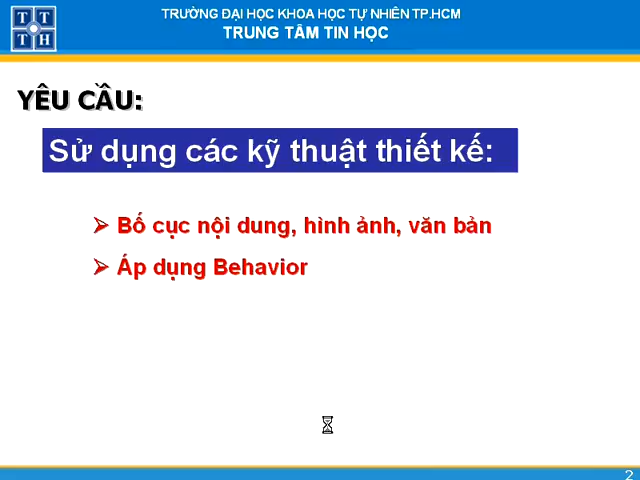 TRƯỜNG ĐẠI HỌC KHOA HỌC TỰ NHIÊN TP.HCM
TRUNG TÂM TIN HỌC
T T
T H
YÊU CẦU:
Sử dụng các kỹ thuật thiết kế:
Bố cục nội dung, hình ảnh, văn bản
Áp dụng Behavior
2